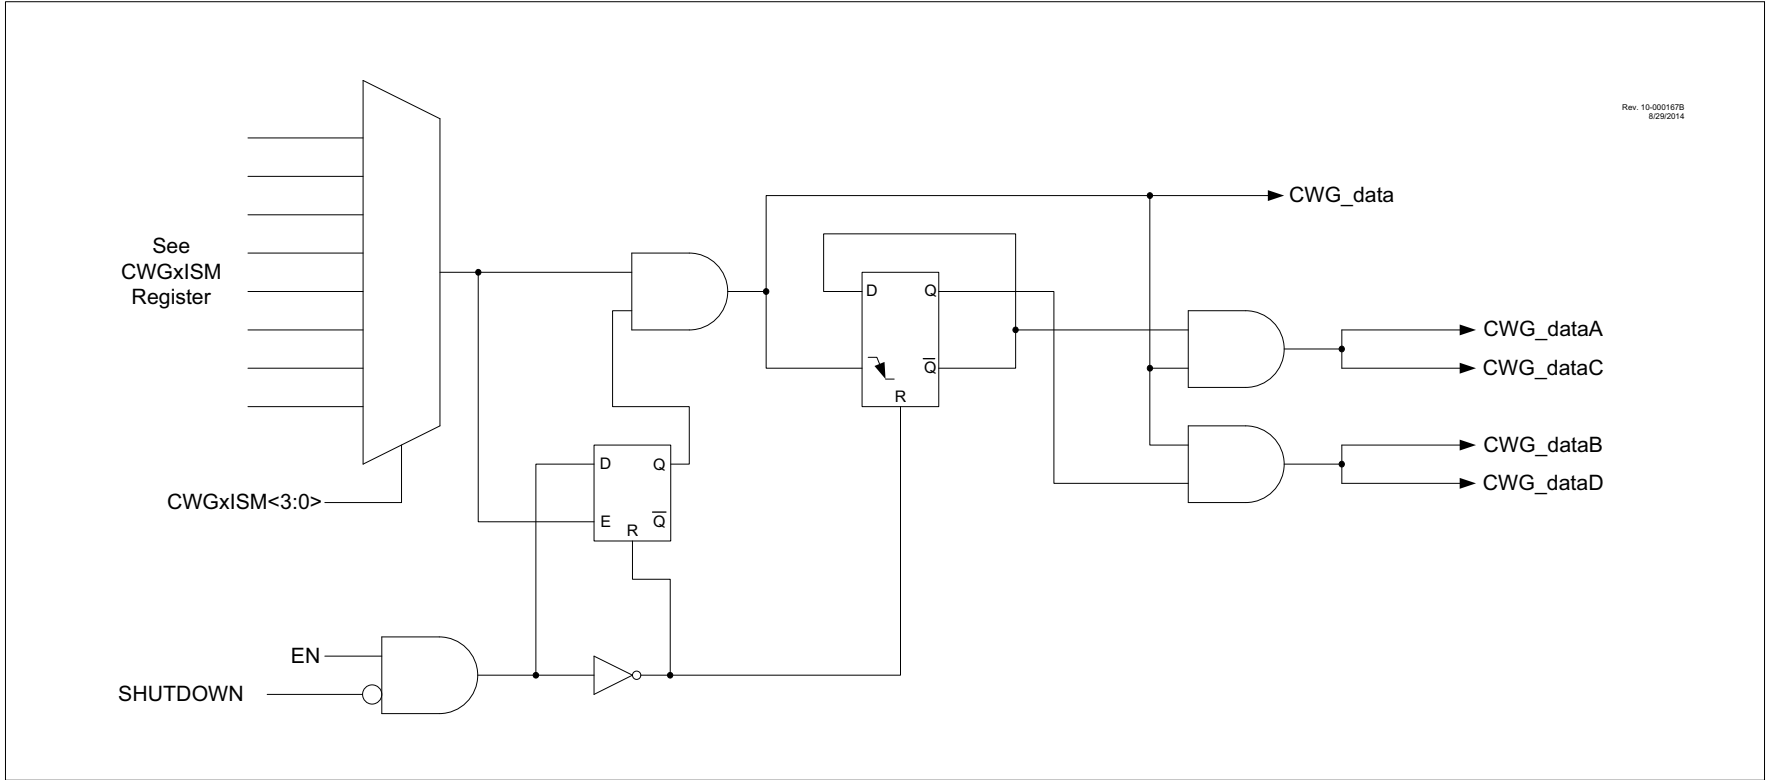 Rev. 10-000167B
8/29/2014
CWG_data
See
CWGxISM
Register
D
Q
Q
R
CWG_dataA
CWG_dataC
CWG_dataB
CWG_dataD
D
Q
E
R
Q
CWGxISM<3:0>
EN
SHUTDOWN